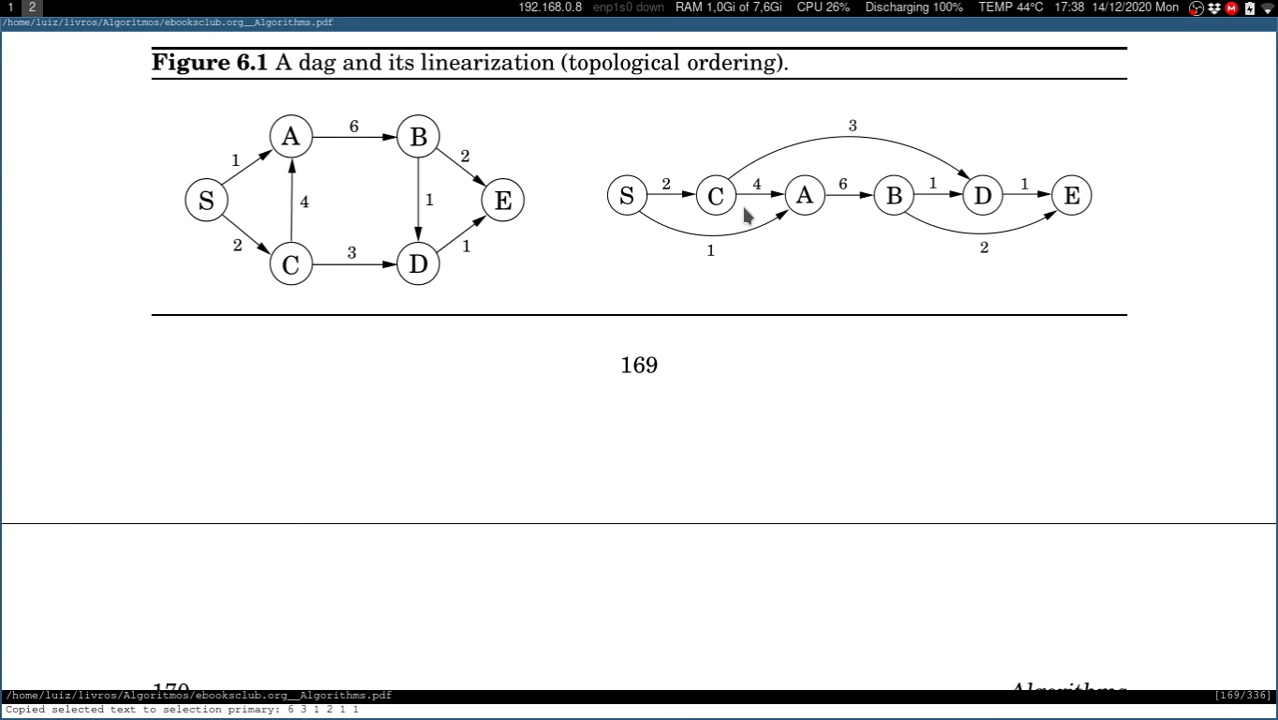 1 2 192.168.0.8 enp1s0 down RAM 1,0Gi of 7,6Gi CPU 26% Discharging 100% TEMP 44°C 17:38 14/12/2020 Mon
/home/luiz/livros/Algoritmos/ebooksclub.org__Algorithms.pdf
Figure 6.1 A dag and its linearization (topological ordering).
A 6 B
1 2
S 4 1 E
2 3 1
C D
3
S 2 C 4 A 6 B 1 D 1 E
1 2
169
170 Algorithms
/home/luiz/livros/Algoritmos/ebooksclub.org__Algorithms.pdf [169/336]
Copied selected text to selection primary: 6 3 1 2 1 1